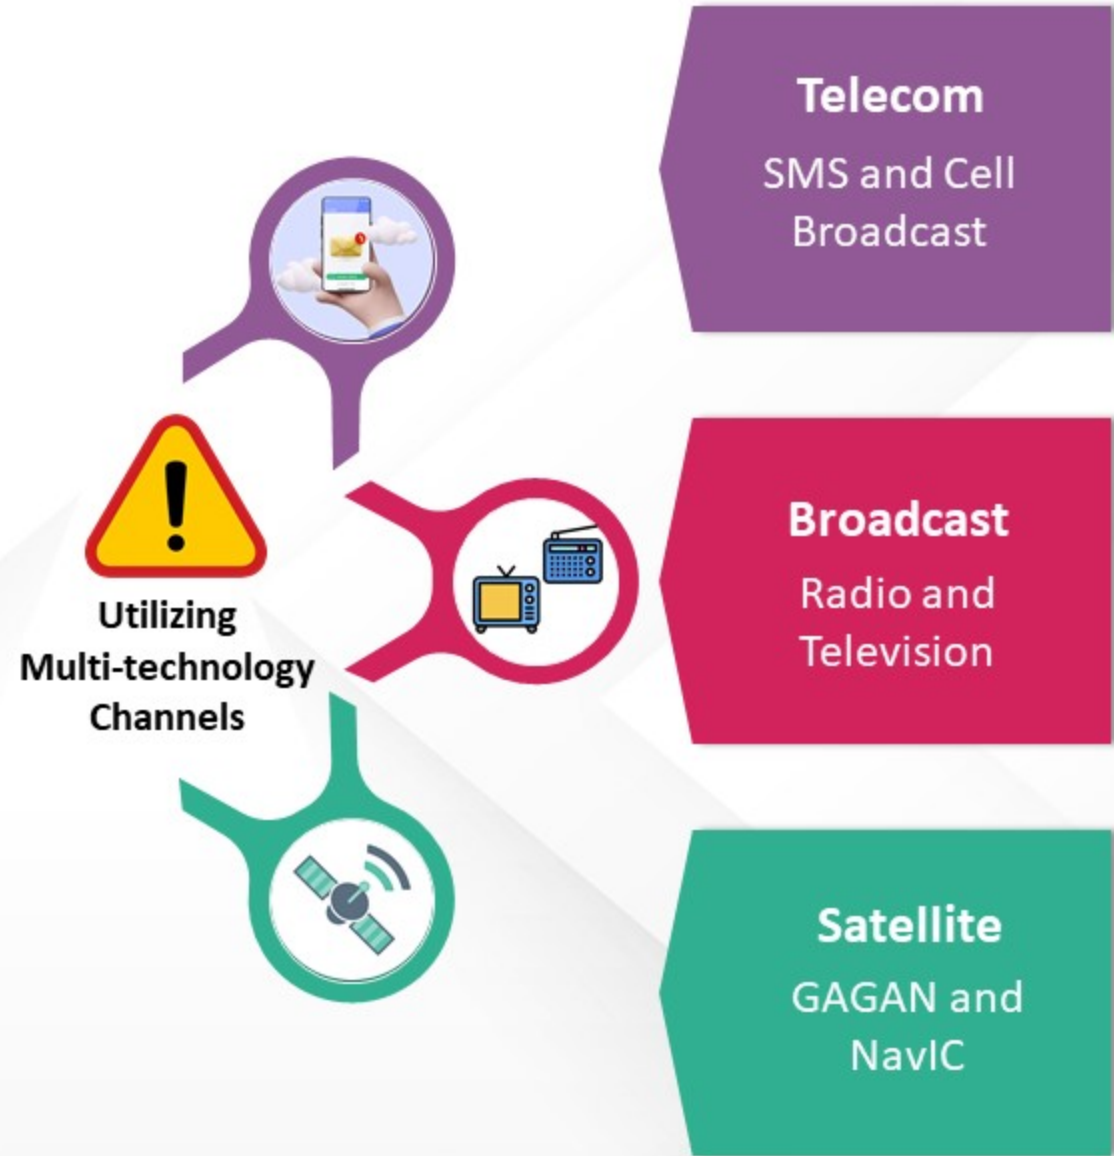 Utilizing
Multi-technology
Channels
Telecom
SMS and Cell
Broadcast
Broadcast
Radio and
Television
Satellite
GAGAN and
NavIC